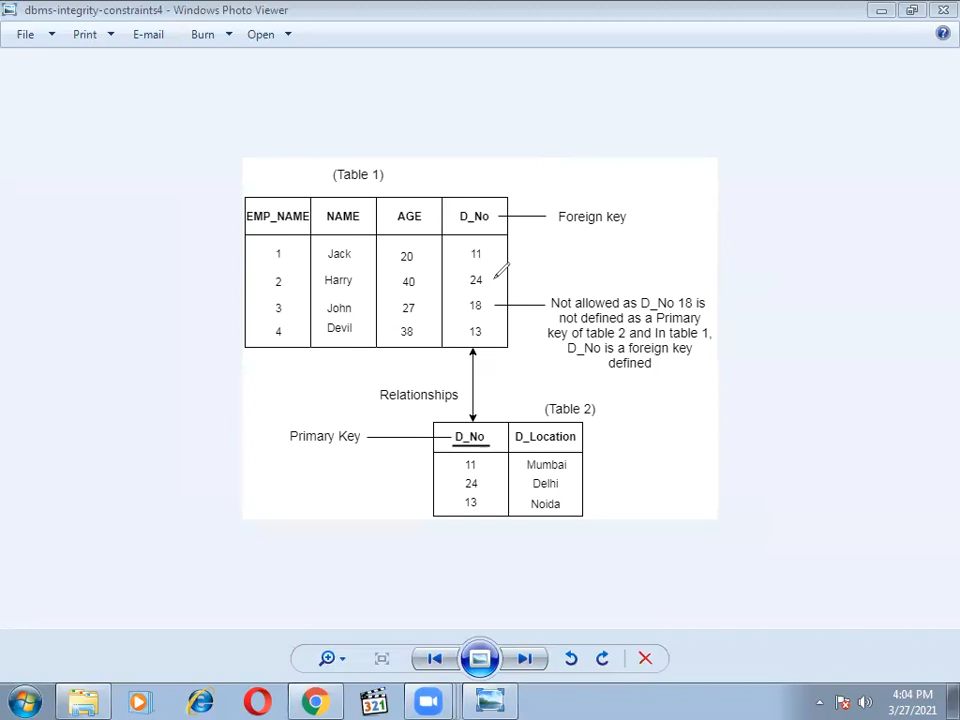 dbms-integrity-constraints4 - Windows Photo Viewer
File Print E-mail Burn Open
(Table 1)
EMP_NAME NAME AGE D_No Foreign key
1 Jack 20 11
2 Harry 40 24
3 John 27 18
4 Devil 38 13
Not allowed as D_No 18 is
not defined as a Primary
key of table 2 and In table 1,
D_No is a foreign key
defined
Relationships
(Table 2)
Primary Key D_No D_Location
11 Mumbai
24 Delhi
13 Noida
321
4:04 PM
3/27/2021